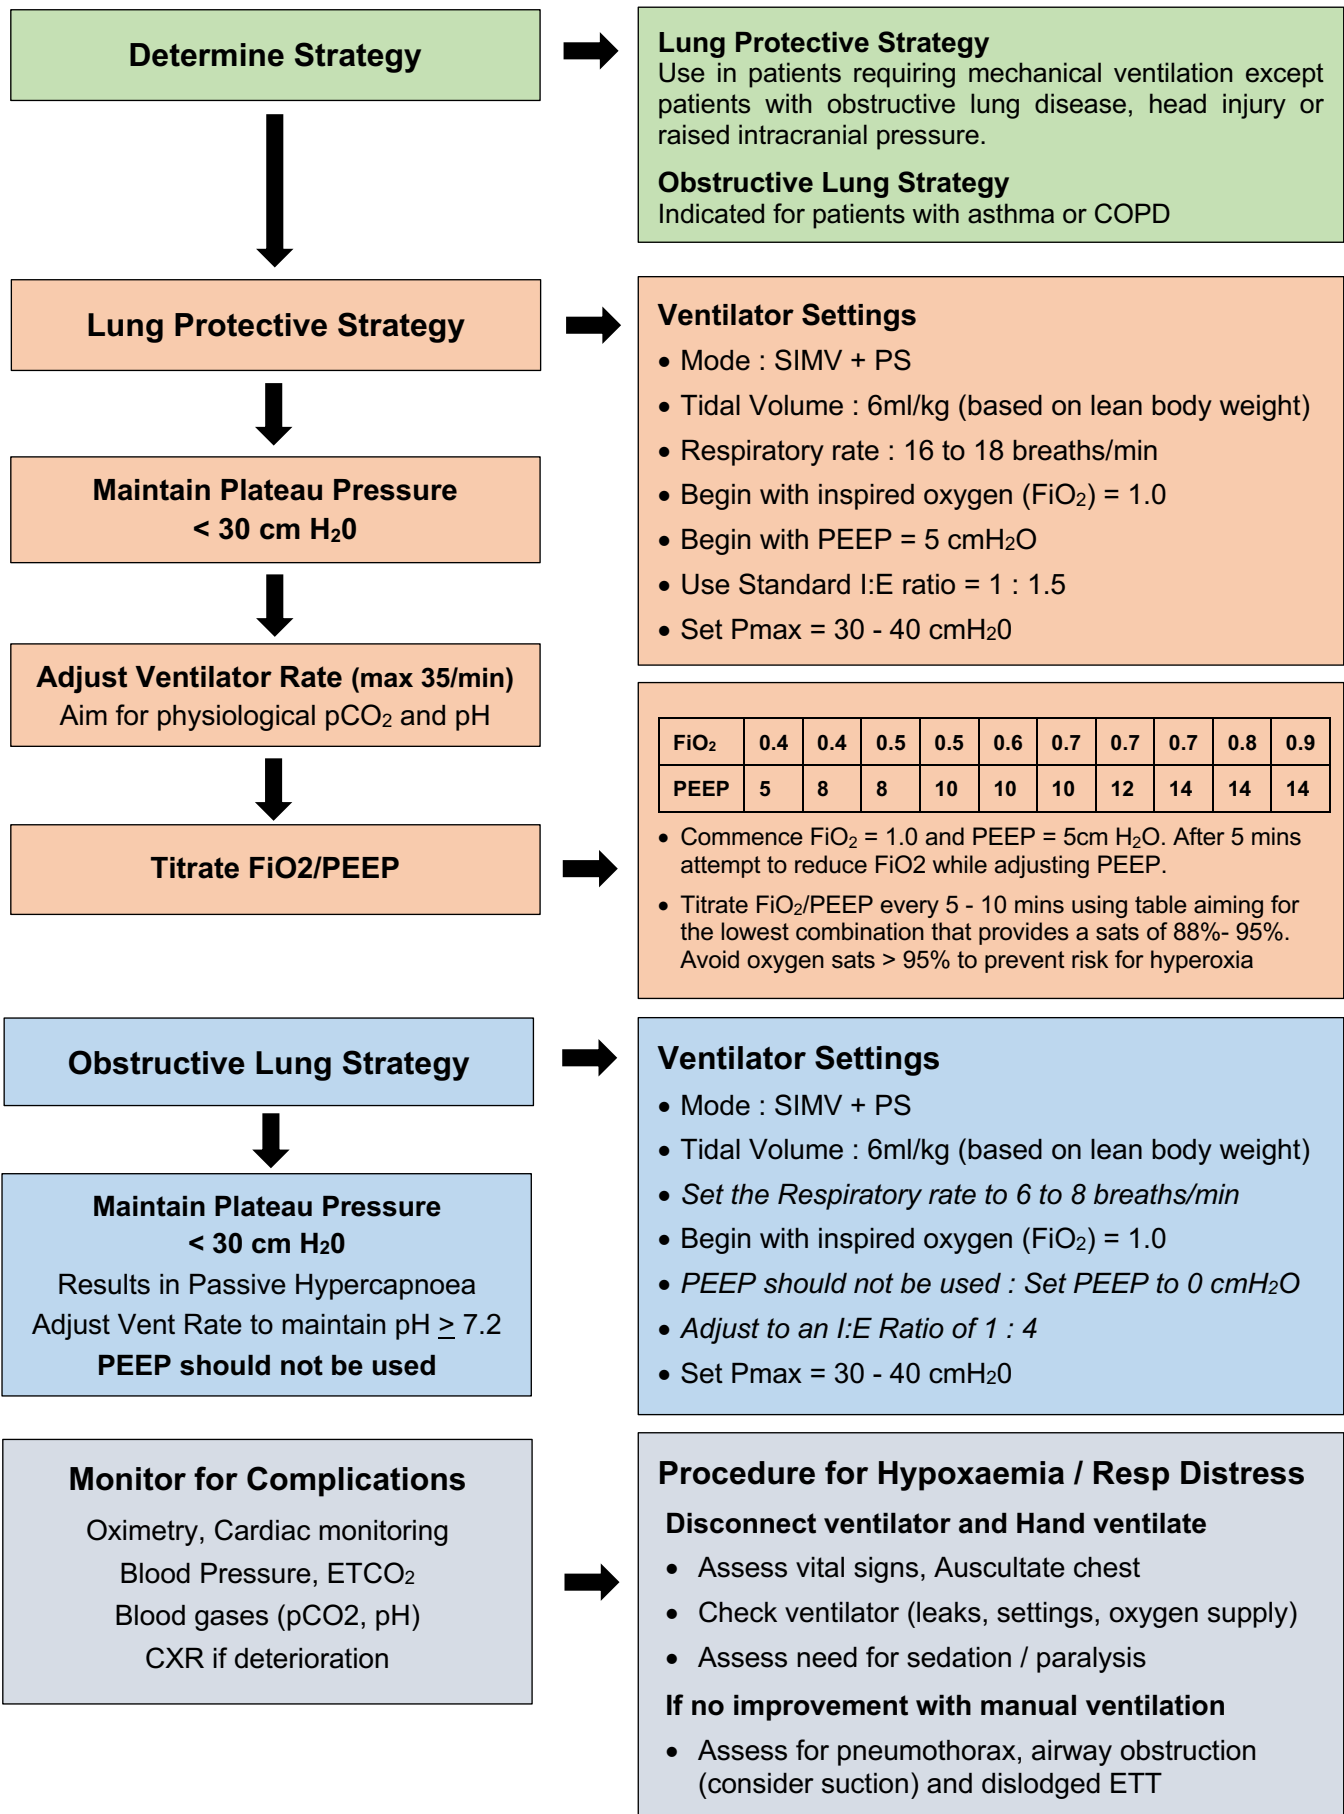 Determine Strategy
Lung Protective Strategy
Use in patients requiring mechanical ventilation except
patients with obstructive lung disease, head injury or
raised intracranial pressure.
Obstructive Lung Strategy
Indicated for patients with asthma or COPD
Lung Protective Strategy
Ventilator Settings
• Mode : SIMV + PS
• Tidal Volume : 6ml/kg (based on lean body weight)
• Respiratory rate : 16 to 18 breaths/min
• Begin with inspired oxygen (FiO₂) = 1.0
• Begin with PEEP = 5 cmH₂O
• Use Standard I:E ratio = 1 : 1.5
• Set Pmax = 30 - 40 cmH₂0
Maintain Plateau Pressure
< 30 cm H₂0
Adjust Ventilator Rate (max 35/min)
Aim for physiological pCO₂ and pH
Titrate FiO2/PEEP
FiO₂ 0.4 0.4 0.5 0.5 0.6 0.7 0.7 0.7 0.8 0.9
PEEP 5 8 8 10 10 10 12 14 14 14
• Commence FiO₂ = 1.0 and PEEP = 5cm H₂O. After 5 mins
attempt to reduce FiO2 while adjusting PEEP.
• Titrate FiO₂/PEEP every 5 - 10 mins using table aiming for
the lowest combination that provides a sats of 88%- 95%.
Avoid oxygen sats > 95% to prevent risk for hyperoxia
Obstructive Lung Strategy
Maintain Plateau Pressure
< 30 cm H₂0
Results in Passive Hypercapnoea
Adjust Vent Rate to maintain pH ≥ 7.2
PEEP should not be used
Ventilator Settings
• Mode : SIMV + PS
• Tidal Volume : 6ml/kg (based on lean body weight)
• Set the Respiratory rate to 6 to 8 breaths/min
• Begin with inspired oxygen (FiO₂) = 1.0
• PEEP should not be used : Set PEEP to 0 cmH₂O
• Adjust to an I:E Ratio of 1 : 4
• Set Pmax = 30 - 40 cmH₂0
Monitor for Complications
Oximetry, Cardiac monitoring
Blood Pressure, ETCO₂
Blood gases (pCO2, pH)
CXR if deterioration
Procedure for Hypoxaemia / Resp Distress
Disconnect ventilator and Hand ventilate
• Assess vital signs, Auscultate chest
• Check ventilator (leaks, settings, oxygen supply)
• Assess need for sedation / paralysis
If no improvement with manual ventilation
• Assess for pneumothorax, airway obstruction
(consider suction) and dislodged ETT